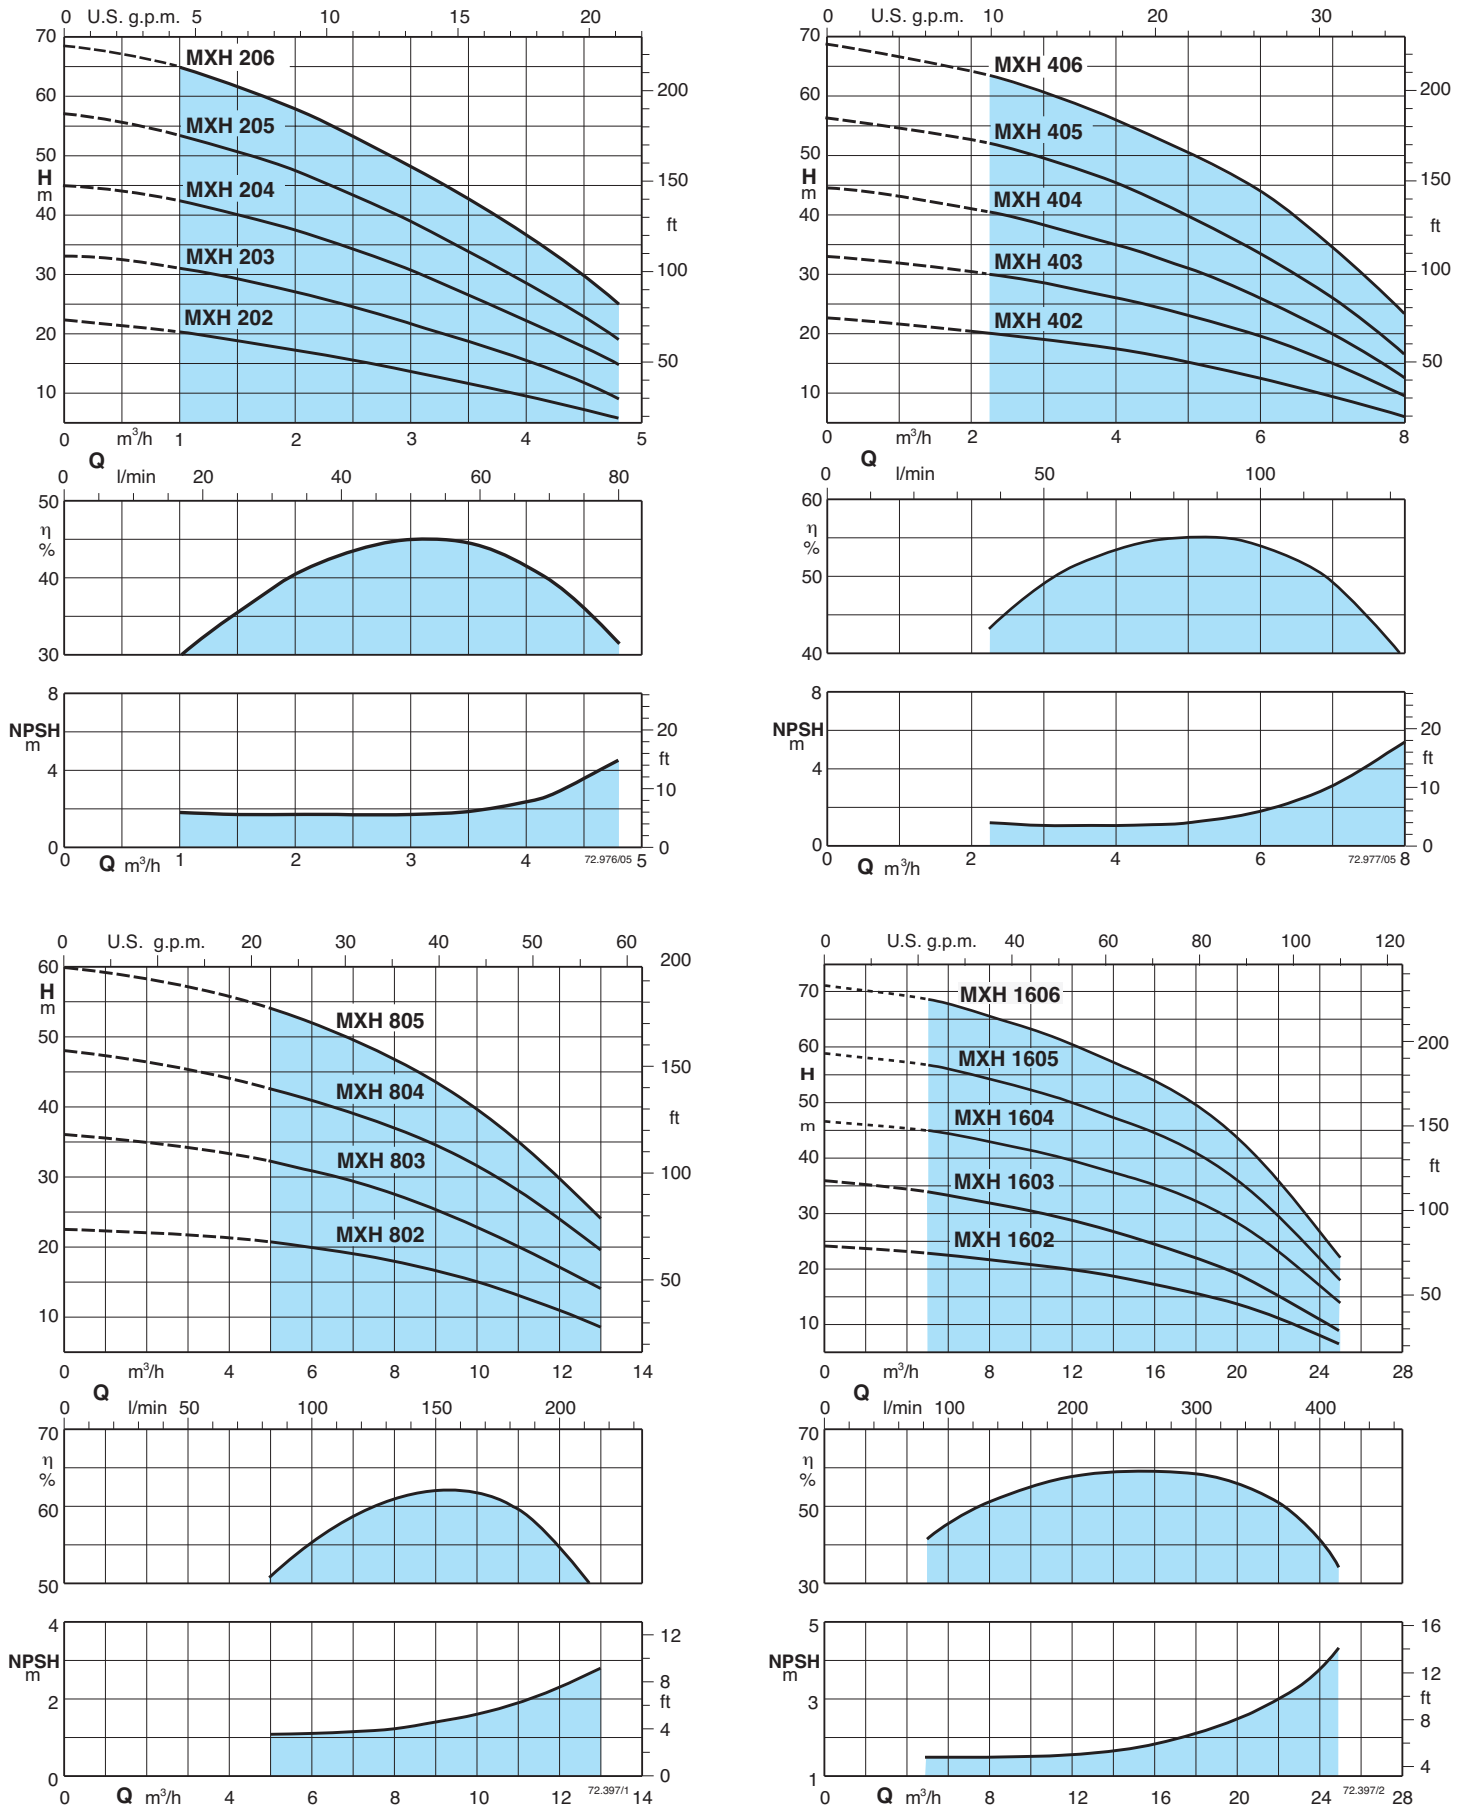 0 U.S. g.p.m. 5 10 15 20
70
60
50
H
m
40
30
20
10
200
150
ft
100
50
MXH 206
MXH 205
MXH 204
MXH 203
MXH 202
0 m³/h 1 2 3 4 5
Q
0 l/min 20 40 60 80
50
η
%
40
30
8
NPSH
m
4
0
20
ft
10
0
0 Q m³/h 1 2 3 4 72.976/05 5
0 U.S. g.p.m. 10 20 30
70
60
50
H
m
40
30
20
10
200
150
ft
100
50
MXH 406
MXH 405
MXH 404
MXH 403
MXH 402
0 m³/h 2 4 6 8
Q
0 l/min 50 100
60
η
%
50
40
8
NPSH
m
4
0
20
ft
10
0
0 Q m³/h 2 4 6 72.977/05 8
0 U.S. g.p.m. 20 30 40 50 60
60
H
m
50
40
30
20
10
200
150
ft
100
50
MXH 805
MXH 804
MXH 803
MXH 802
0 m³/h 4 6 8 10 12 14
Q
0 l/min 50 100 150 200
70
η
%
60
50
4
NPSH
m
2
0
12
8
ft
4
0
0 Q m³/h 4 6 8 10 12 72.397/1 14
0 U.S. g.p.m. 40 60 80 100 120
70
60
H
50
m
40
30
20
10
200
150
ft
100
50
MXH 1606
MXH 1605
MXH 1604
MXH 1603
MXH 1602
0 m³/h 8 12 16 20 24 28
Q
0 l/min 100 200 300 400
70
η
%
50
30
5
NPSH
m
3
1
16
12
ft
8
4
0 Q m³/h 8 12 16 20 24 72.397/2 28